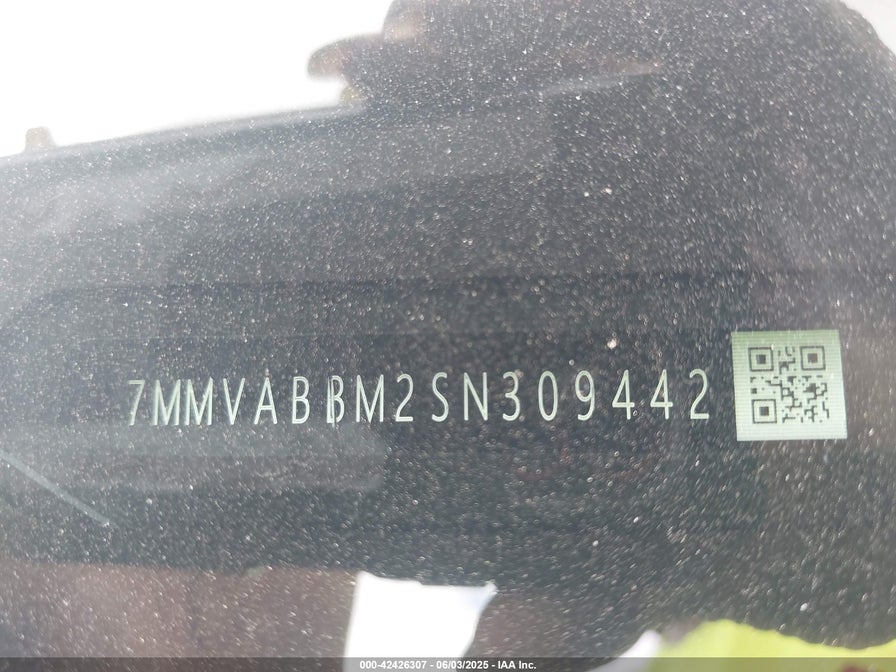 7MMVABBM2SN309442
000-42426307 - 06/03/2025 - IAA Inc.